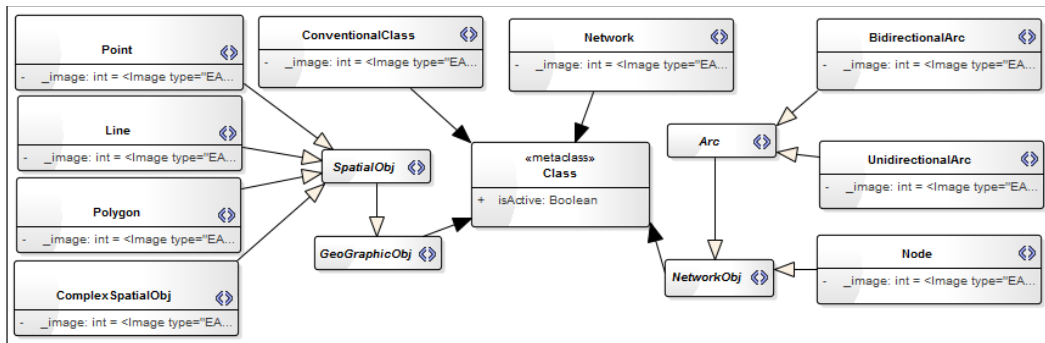 Point
- _image: int = <Image type="EA...
ConventionalClass
- _image: int = <Image type="EA...
Network
- _image: int = <Image type="EA...
BidirectionalArc
- _image: int = <Image type="EA...
Line
- _image: int = <Image type="EA...
SpatialObj
«metaclass»
Class
+ isActive: Boolean
Arc
UnidirectionalArc
- _image: int = <Image type="EA...
Polygon
- _image: int = <Image type="EA...
GeoGraphicObj
NetworkObj
Node
- _image: int = <Image type="EA...
ComplexSpatialObj
- _image: int = <Image type="EA...